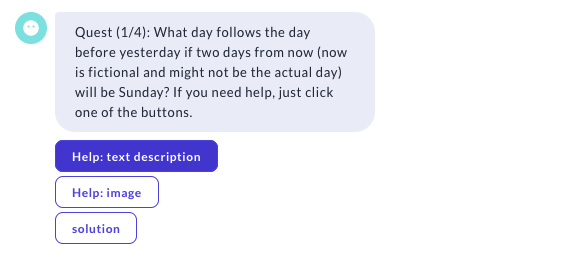 Quest (1/4): What day follows the day
before yesterday if two days from now (now
is fictional and might not be the actual day)
will be Sunday? If you need help, just click
one of the buttons.
Help: text description
Help: image
solution